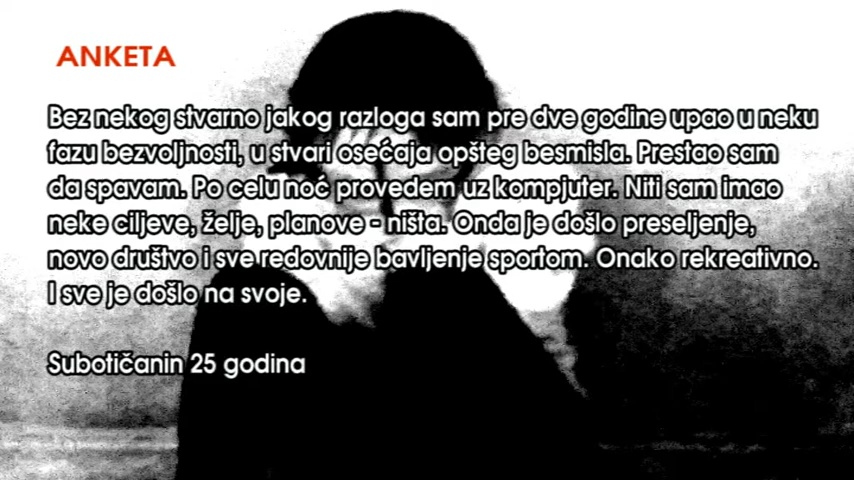 ANKETA
Bez nekog stvarno jakog razloga sam pre dve godine upao u neku
fazu bezvoljnosti, u stvari osećaja opšteg besmisla. Prestao sam
da spavam. Po celu noć provedem uz kompjuter. Niti sam imao
neke ciljeve, želje, planove - ništa. Onda je došlo preseljenje,
novo društvo i sve redovnije bavljenje sportom. Onako rekreativno.
I sve je došlo na svoje.
Subotičanin 25 godina